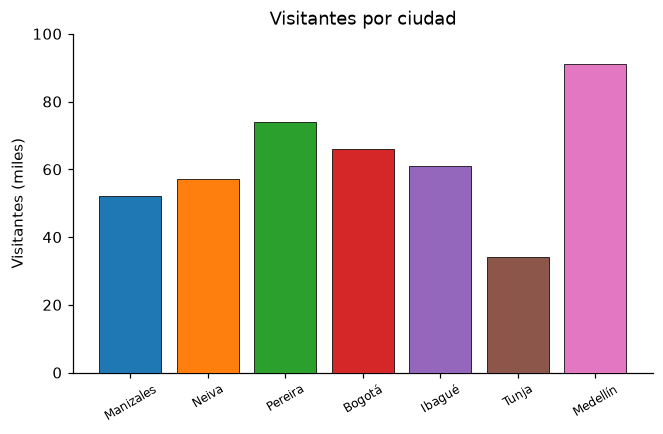 Visitantes por ciudad
Visitantes (miles)
100
80
60
40
20
0
Manizales
Neiva
Pereira
Bogotá
Ibagué
Tunja
Medellín